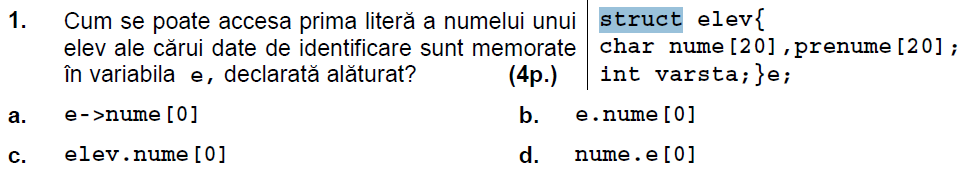 1. Cum se poate accesa prima literă a numelui unui
elev ale cărui date de identificare sunt memorate
în variabila e, declarată alăturat? (4p.)
struct elev{
char nume[20],prenume[20];
int varsta;}e;
a. e->nume[0] b. e.nume[0]
c. elev.nume[0] d. nume.e[0]